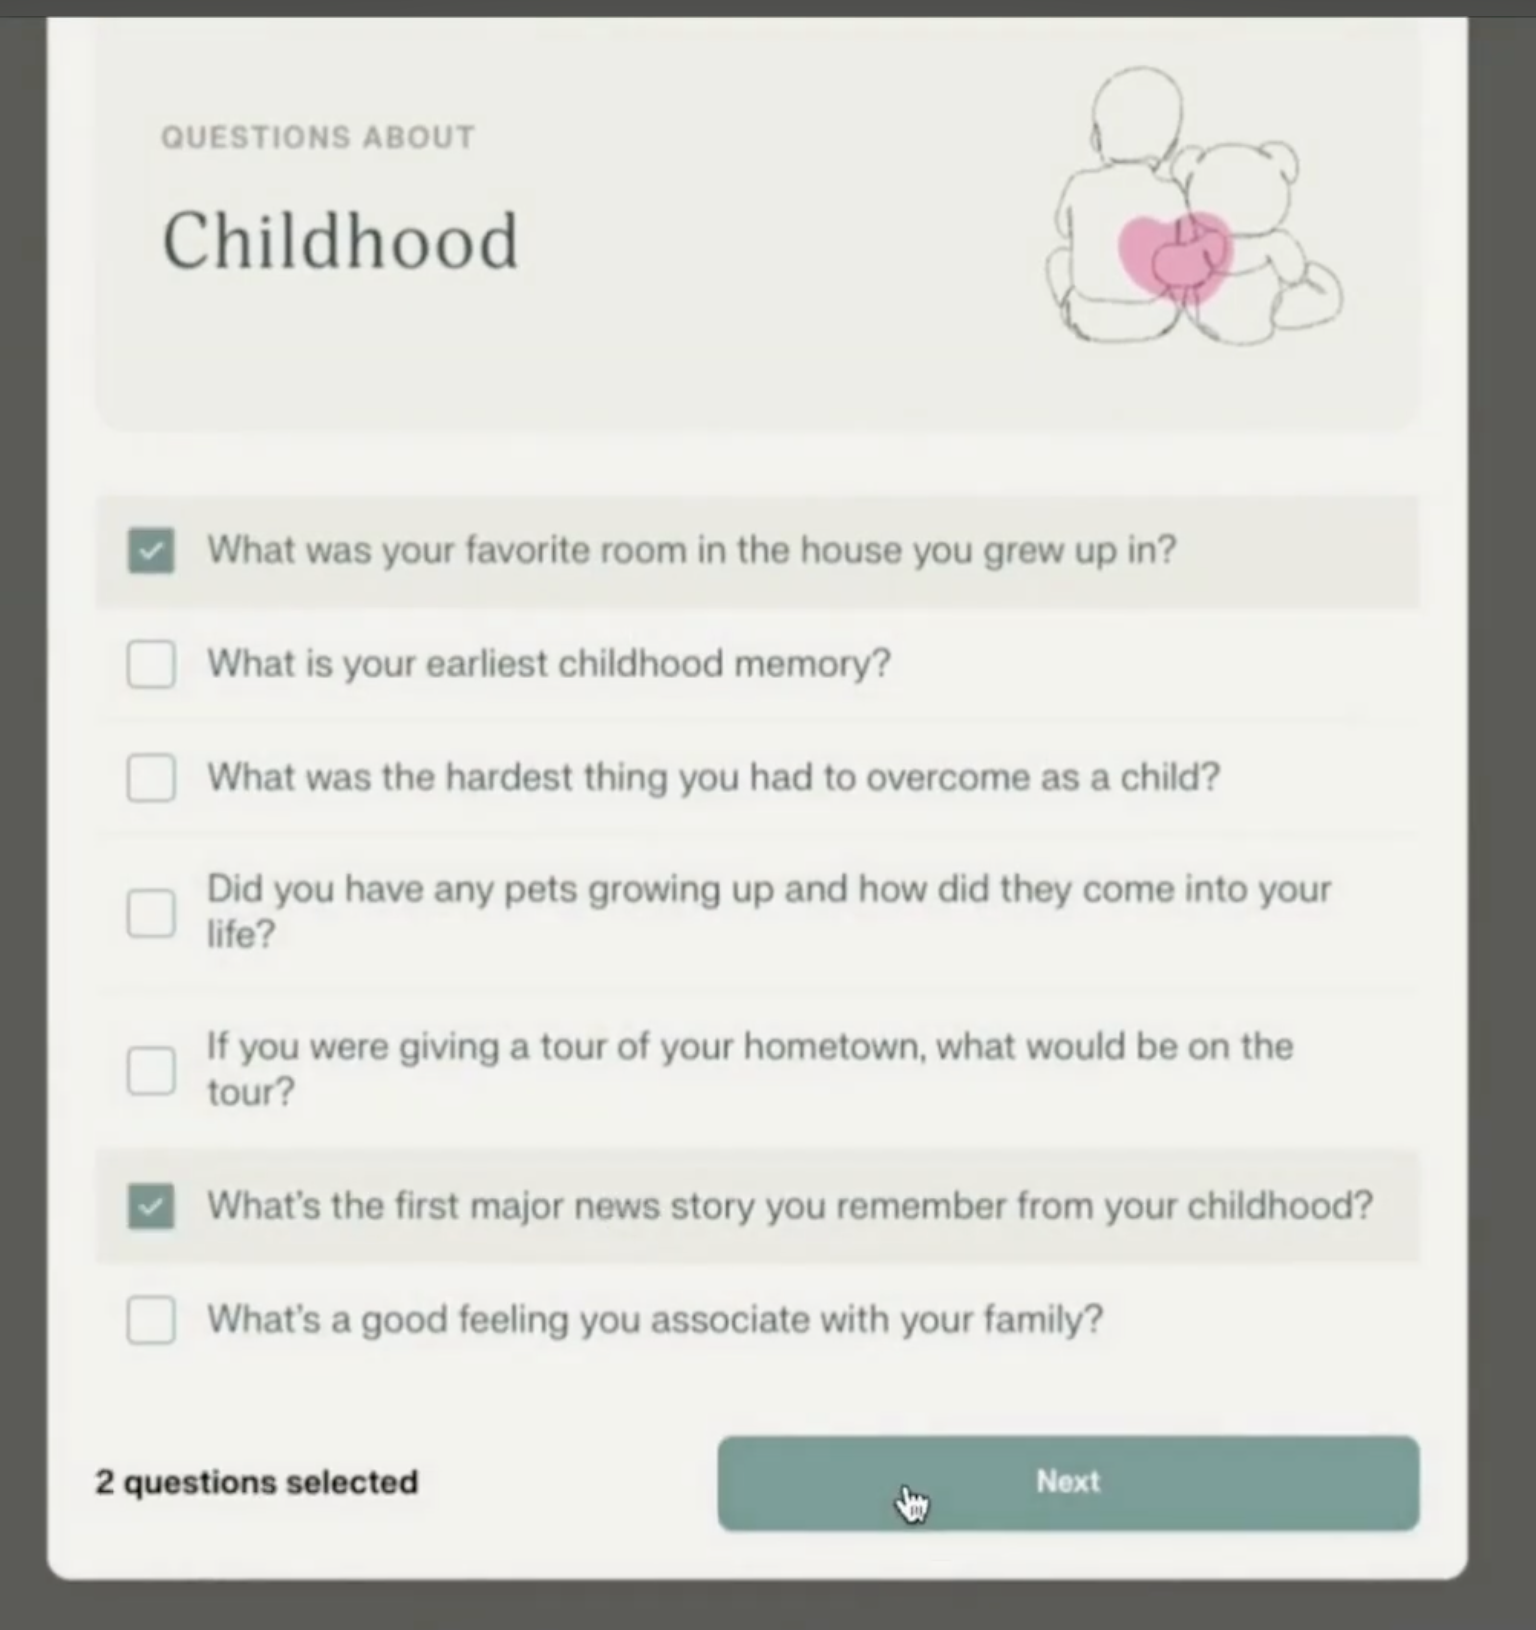 QUESTIONS ABOUT
Childhood
What was your favorite room in the house you grew up in?
What is your earliest childhood memory?
What was the hardest thing you had to overcome as a child?
Did you have any pets growing up and how did they come into your
life?
If you were giving a tour of your hometown, what would be on the
tour?
What’s the first major news story you remember from your childhood?
What’s a good feeling you associate with your family?
2 questions selected
Next